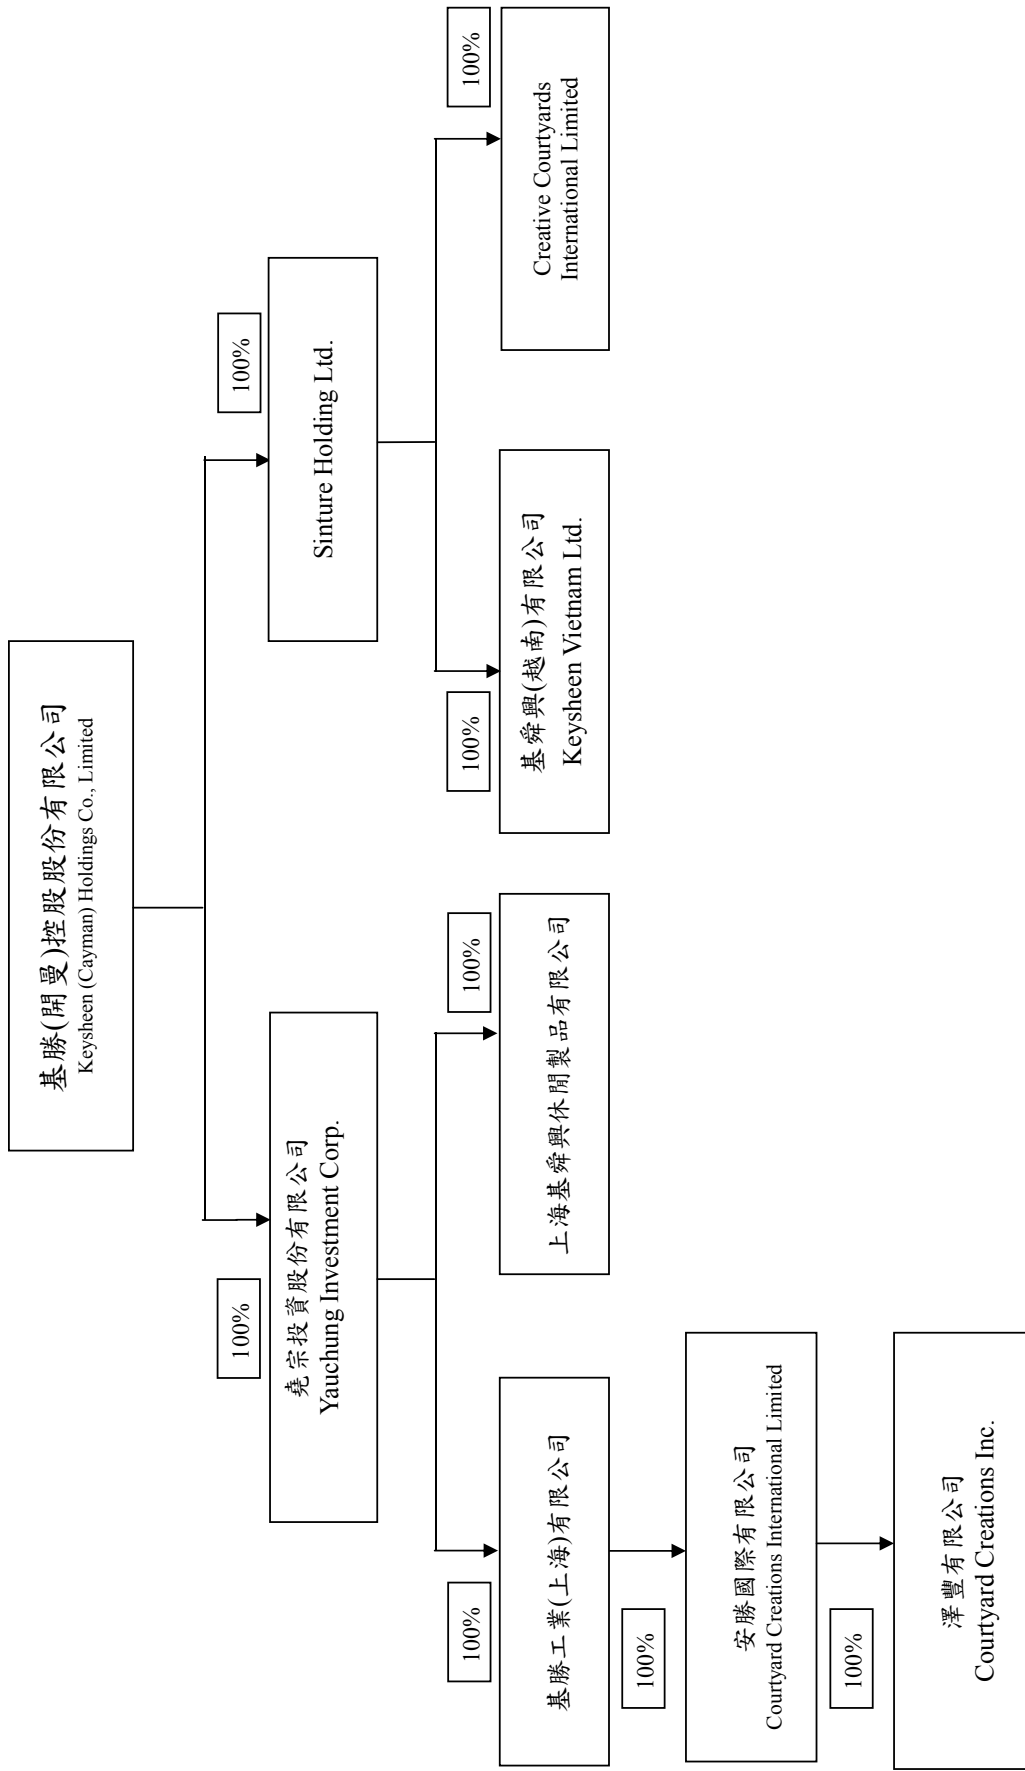 基勝(開曼)控股股份有限公司
Keysheen (Cayman) Holdings Co., Limited
100%
堯宗投資股份有限公司
Yauchung Investment Corp.
100%
Sinture Holding Ltd.
100%
基勝工業(上海)有限公司
100%
上海基舜興休閒製品有限公司
100%
基舜興(越南)有限公司
Keysheen Vietnam Ltd.
100%
Creative Courtyards
International Limited
100%
安勝國際有限公司
Courtyard Creations International Limited
100%
澤豐有限公司
Courtyard Creations Inc.